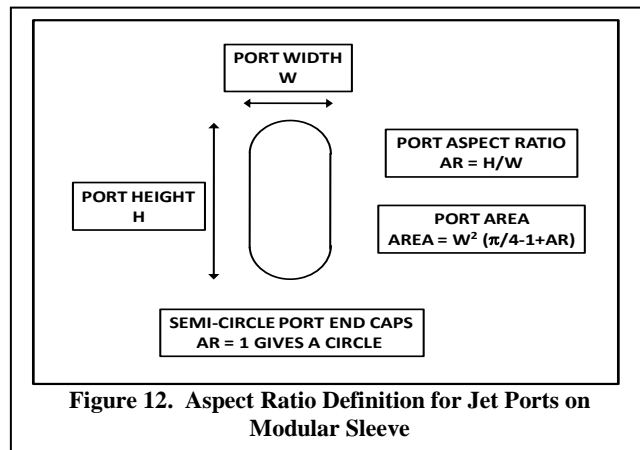 PORT WIDTH
W
PORT HEIGHT
H
PORT ASPECT RATIO
AR = H/W
PORT AREA
AREA = W² (π/4-1+AR)
SEMI-CIRCLE PORT END CAPS
AR = 1 GIVES A CIRCLE
Figure 12. Aspect Ratio Definition for Jet Ports on
Modular Sleeve